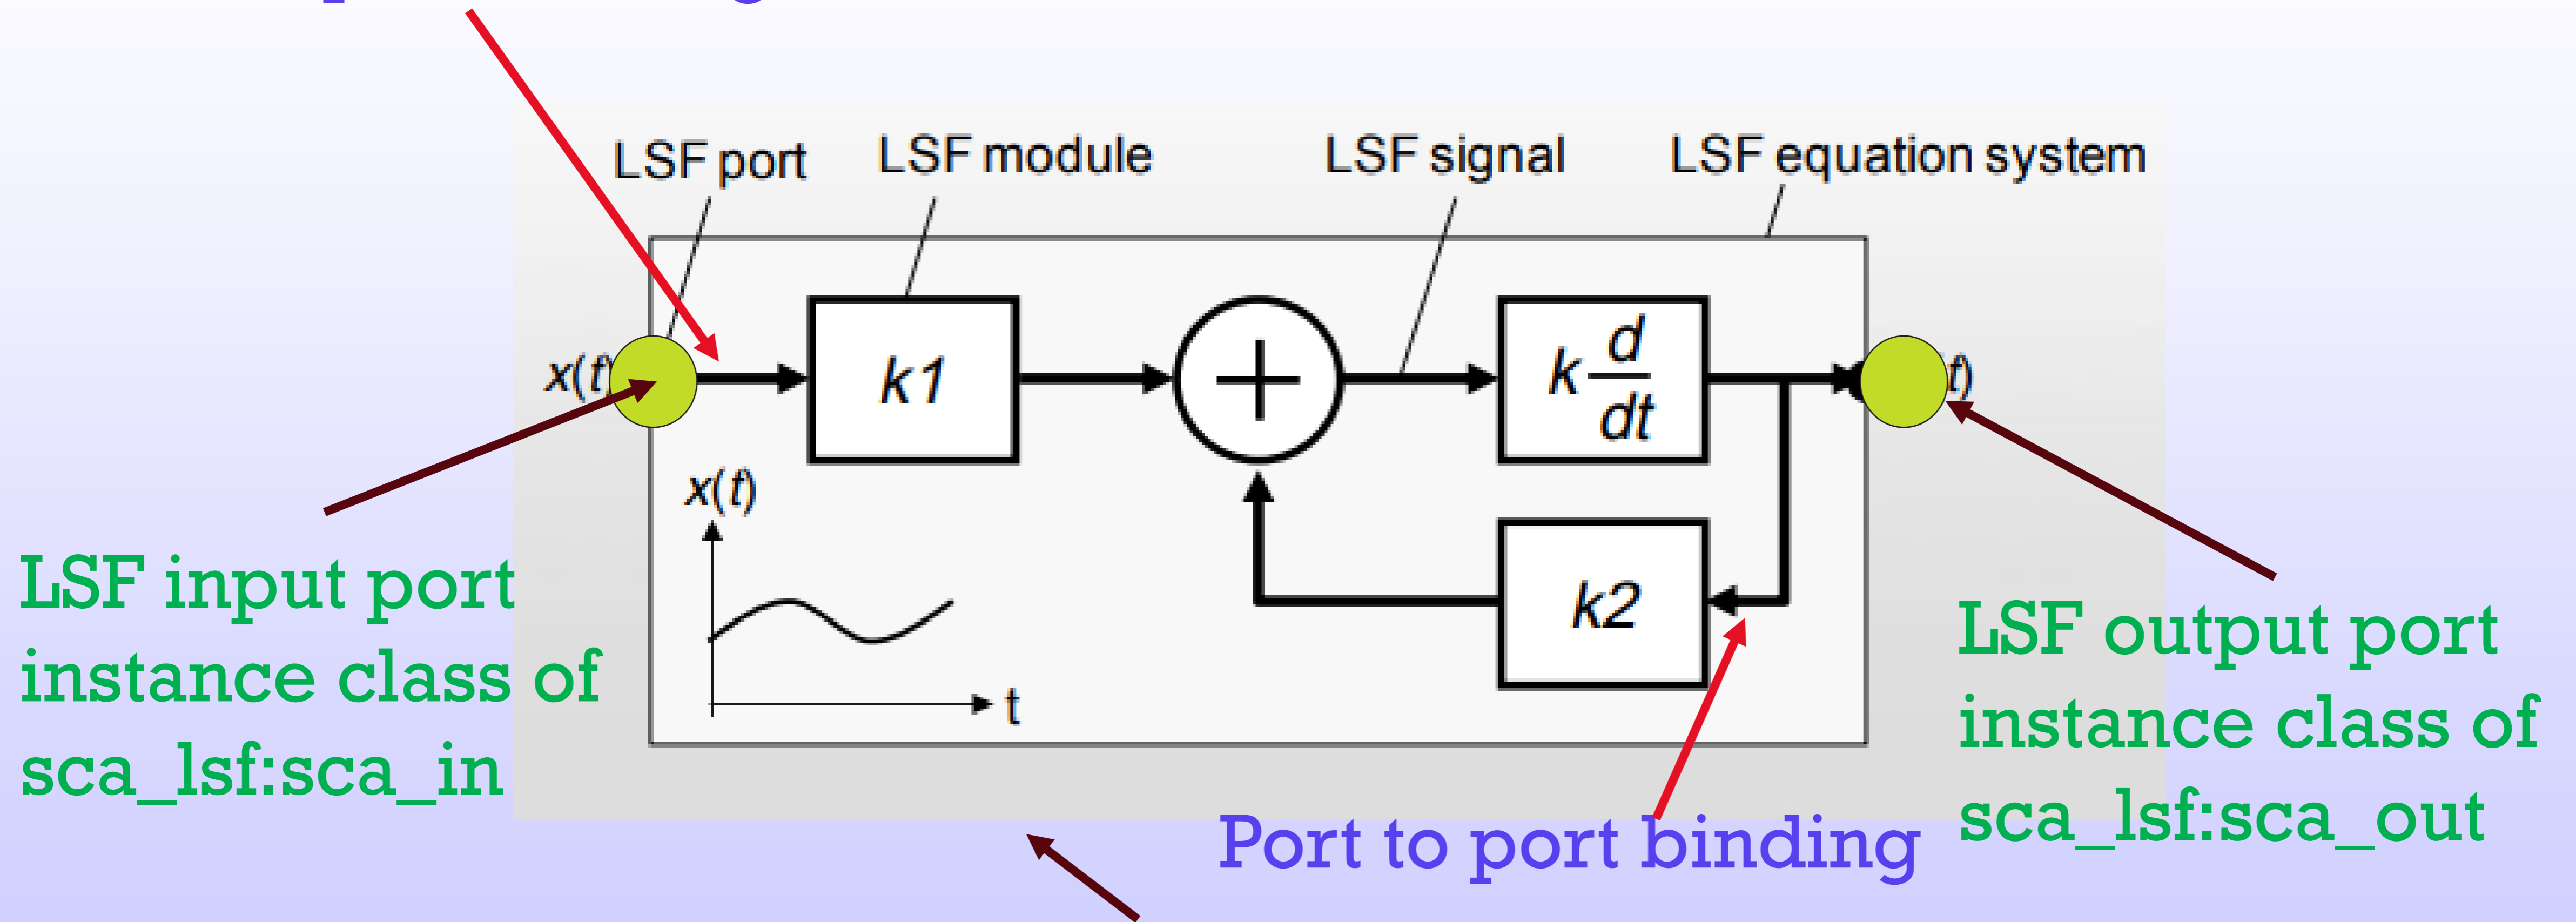 LSF port
LSF module
LSF signal
LSF equation system
x(t)
k1
+
k d/dt
t)
x(t)
t
k2
LSF input port
instance class of
sca_lsf:sca_in
LSF output port
instance class of
sca_lsf:sca_out
Port to port binding